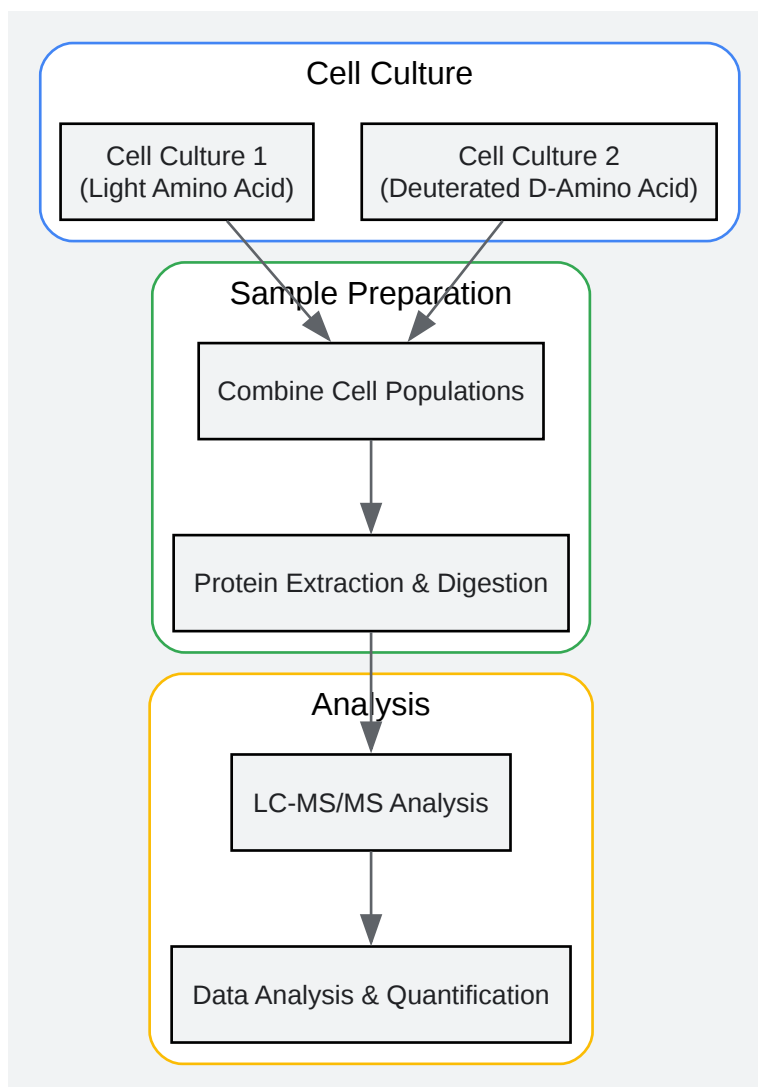 Cell Culture
Cell Culture 1
(Light Amino Acid)
Cell Culture 2
(Deuterated D-Amino Acid)
Sample Preparation
Combine Cell Populations
Protein Extraction & Digestion
Analysis
LC-MS/MS Analysis
Data Analysis & Quantification